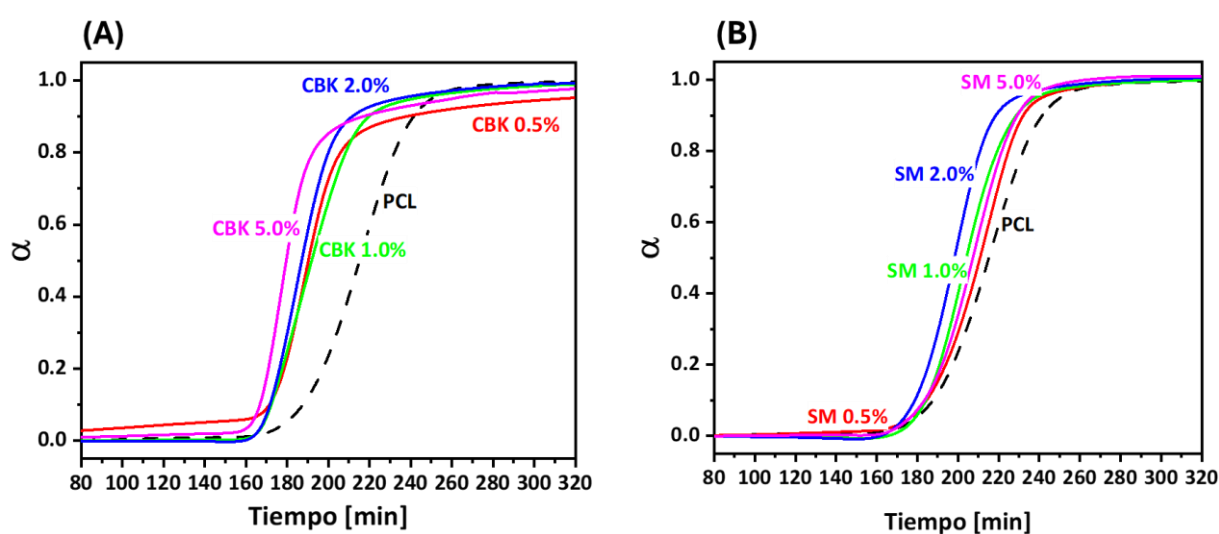 (A)
1.0
0.8
0.6
0.4
0.2
0.0
α
CBK 2.0%
CBK 0.5%
PCL
CBK 5.0%
CBK 1.0%
80 100 120 140 160 180 200 220 240 260 280 300 320
Tiempo [min]
(B)
1.0
0.8
0.6
0.4
0.2
0.0
α
SM 5.0%
SM 2.0%
PCL
SM 1.0%
SM 0.5%
80 100 120 140 160 180 200 220 240 260 280 300 320
Tiempo [min]